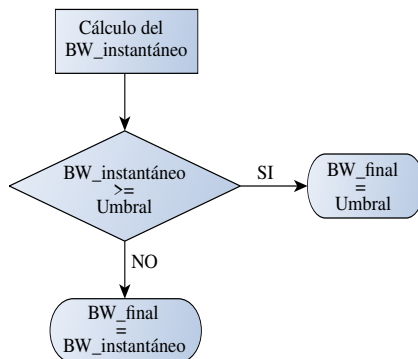 Cálculo del
BW_instantáneo
BW_instantáneo
>=
Umbral
SI
BW_final
=
Umbral
NO
BW_final
=
BW_instantáneo